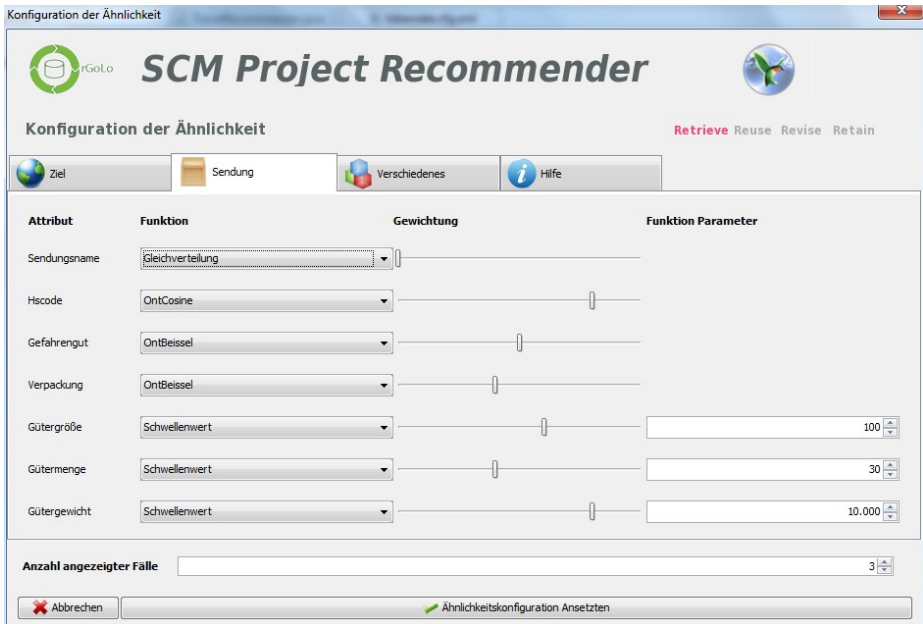 Konfiguration der Ähnlichkeit
rGoLo
SCM Project Recommender
Konfiguration der Ähnlichkeit
Retrieve Reuse Revise Retain
Ziel Sendung Verschiedenes Hilfe
Attribut Funktion Gewichtung Funktion Parameter
Sendungsname Gleichverteilung
Hscode OntCosine
Gefahrengut OntBeissel
Verpackung OntBeissel
Gütergröße Schwellenwert 100
Gütermenge Schwellenwert 30
Gütergewicht Schwellenwert 10.000
Anzahl angezeigter Fälle 3
Abbrechen Ähnlichkeitskonfiguration Ansetzten